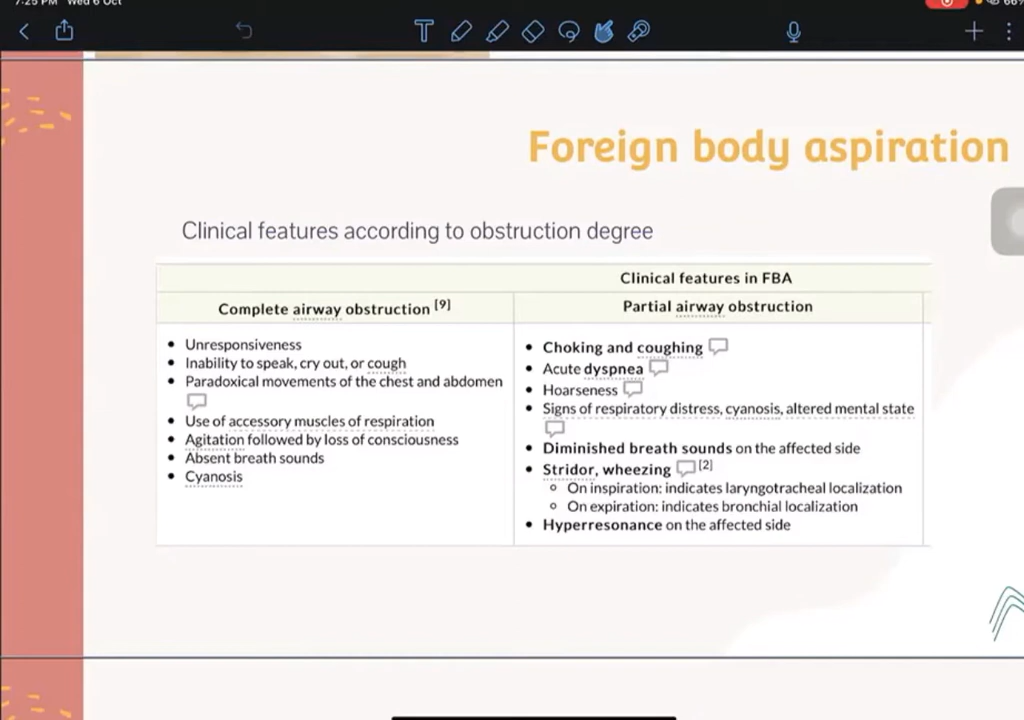 7:25 PM Wed 6 Oct
66%
Foreign body aspiration
Clinical features according to obstruction degree
Clinical features in FBA
Complete airway obstruction [9]
Partial airway obstruction
• Unresponsiveness
• Inability to speak, cry out, or cough
• Paradoxical movements of the chest and abdomen
• Use of accessory muscles of respiration
• Agitation followed by loss of consciousness
• Absent breath sounds
• Cyanosis
• Choking and coughing
• Acute dyspnea
• Hoarseness
• Signs of respiratory distress, cyanosis, altered mental state
• Diminished breath sounds on the affected side
• Stridor, wheezing [2]
On inspiration: indicates laryngotracheal localization
On expiration: indicates bronchial localization
• Hyperresonance on the affected side